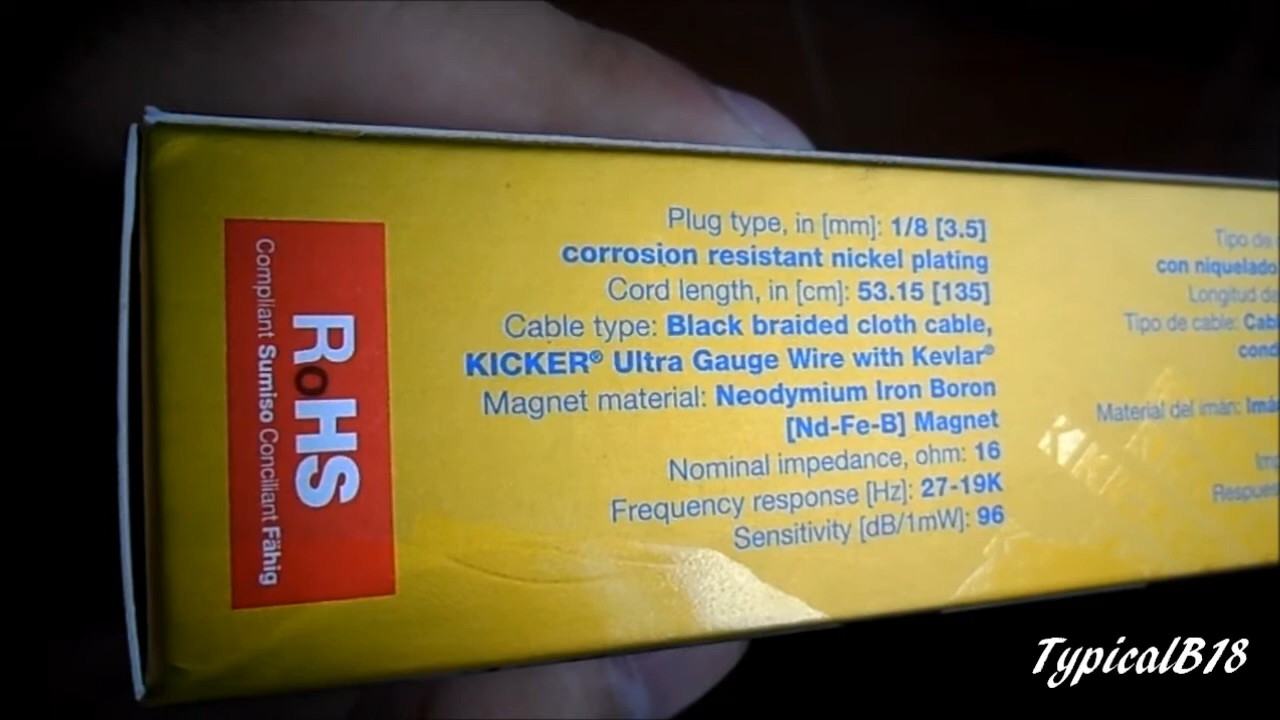 RoHS
Compliant Sumiso Conciliant Fähig
Plug type, in [mm]: 1/8 [3.5]
corrosion resistant nickel plating
Cord length, in [cm]: 53.15 [135]
Cable type: Black braided cloth cable,
KICKER® Ultra Gauge Wire with Kevlar®
Magnet material: Neodymium Iron Boron
[Nd-Fe-B] Magnet
Nominal impedance, ohm: 16
Frequency response [Hz]: 27-19K
Sensitivity [dB/1mW]: 96
Tipo de
con niquelado
Longitud de
Tipo de cable:
Material del imán:
TypicalB18